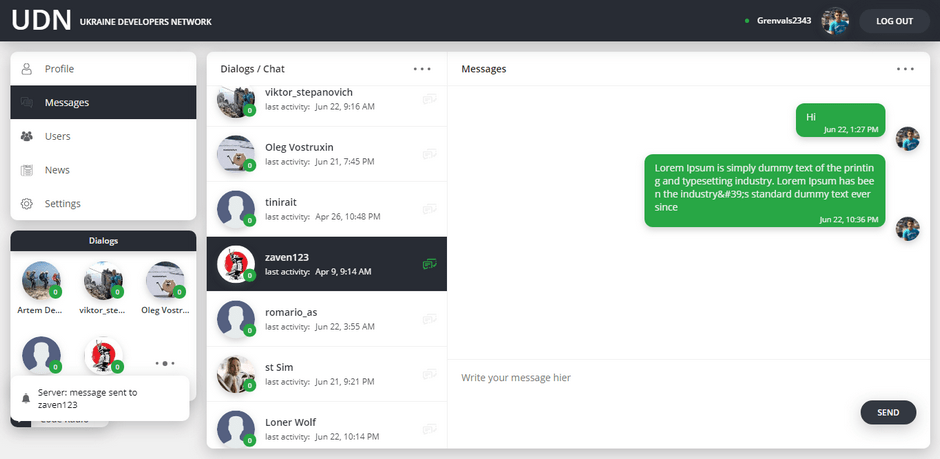 UDN UKRAINE DEVELOPERS NETWORK
Grenvals2343
LOG OUT
Profile
Messages
Users
News
Settings
Dialogs
0
0
0
Artem De...
viktor_ste...
Oleg Vostr...
0
0
Server: message sent to
zaven123
Dialogs / Chat
viktor_stepanovich
last activity: Jun 22, 9:16 AM
0
Oleg Vostruxin
last activity: Jun 21, 7:45 PM
0
tinirait
last activity: Apr 26, 10:48 PM
0
zaven123
last activity: Apr 9, 9:14 AM
0
romario_as
last activity: Jun 22, 3:55 AM
0
st Sim
last activity: Jun 21, 9:21 PM
0
Loner Wolf
last activity: Jun 22, 10:14 PM
0
Messages
Hi
Jun 22, 1:27 PM
Lorem Ipsum is simply dummy text of the printin
g and typesetting industry. Lorem Ipsum has bee
n the industry&#39;s standard dummy text ever
since
Jun 22, 10:36 PM
Write your message hier
SEND